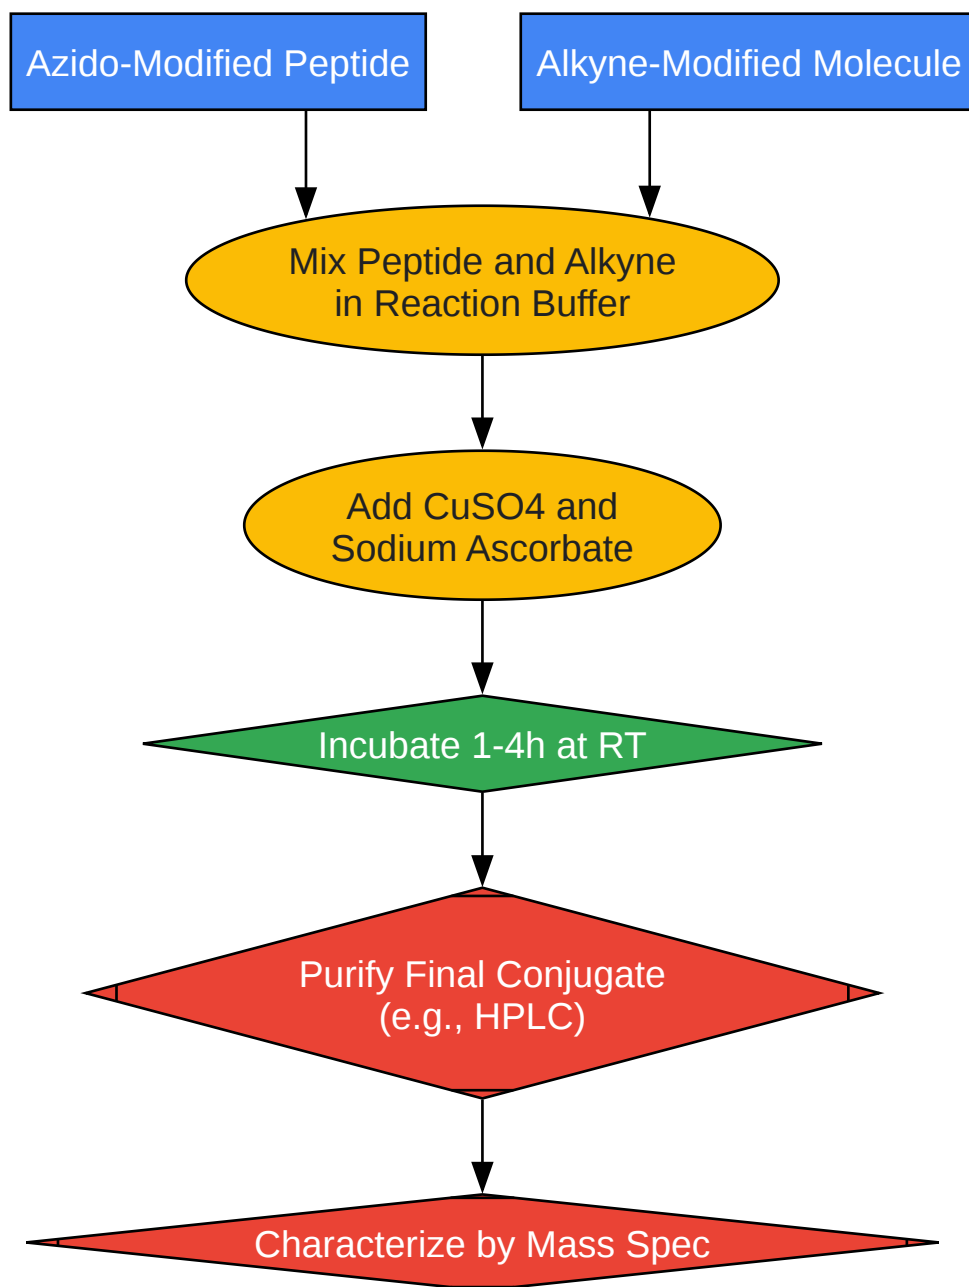 Azido-Modified Peptide
Alkyne-Modified Molecule
Mix Peptide and Alkyne
in Reaction Buffer
Add CuSO4 and
Sodium Ascorbate
Incubate 1-4h at RT
Purify Final Conjugate
(e.g., HPLC)
Characterize by Mass Spec